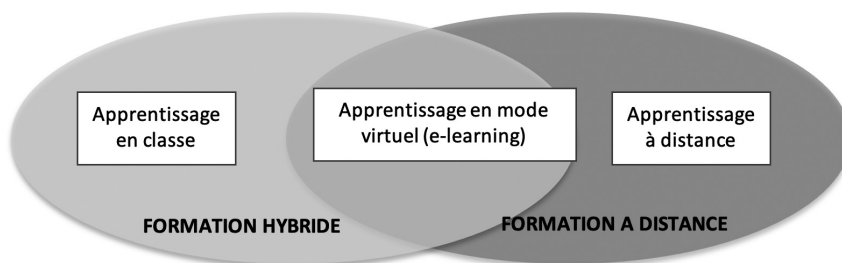 Apprentissage
en classe
Apprentissage en mode
virtuel (e-learning)
Apprentissage
à distance
FORMATION HYBRIDE
FORMATION A DISTANCE